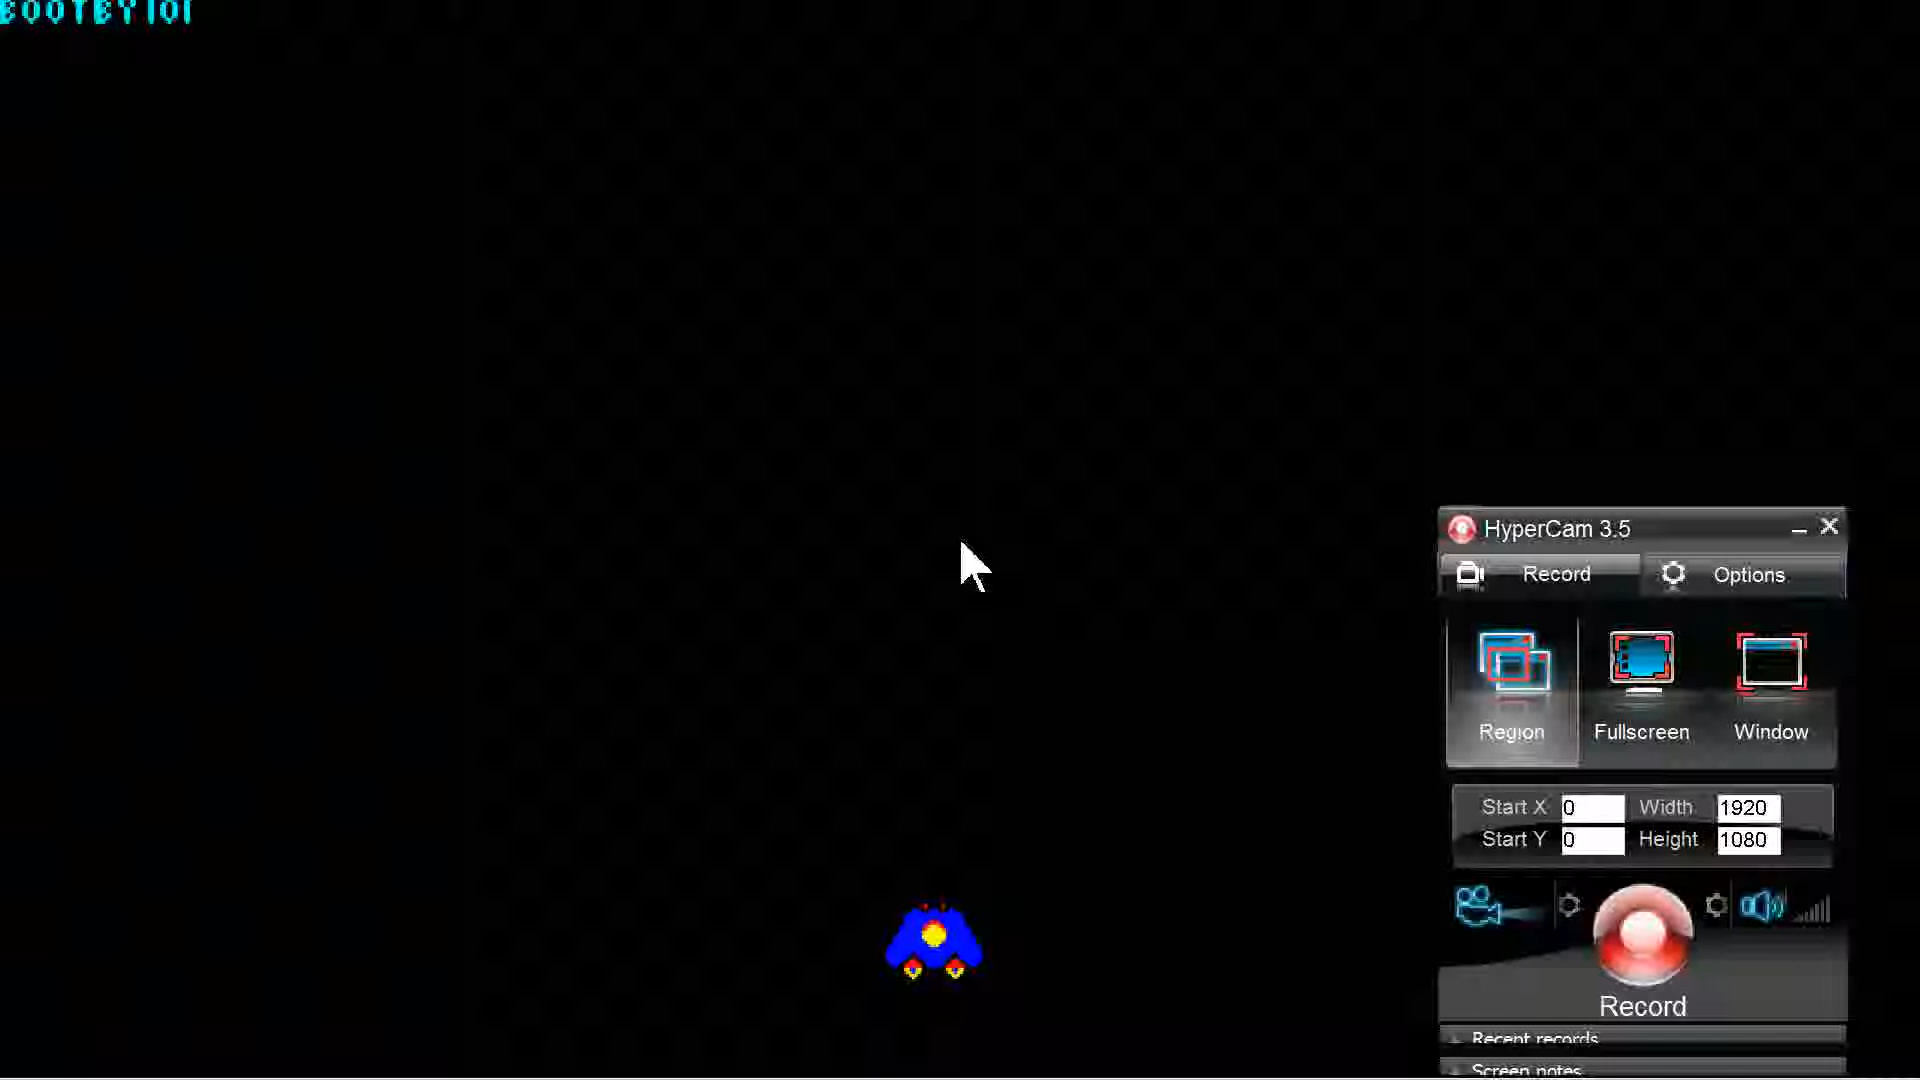 BOOTBY101
HyperCam 3.5
Record
Options
Region
Fullscreen
Window
Start X 0 Width 1920
Start Y 0 Height 1080
Record
Recent records
Screen notes